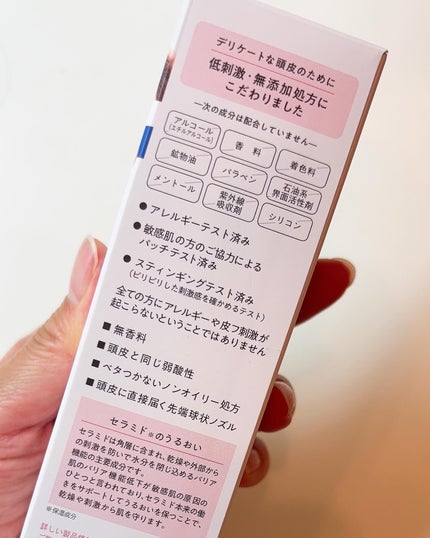 デリケートな頭皮のために
低刺激・無添加処方に
こだわりました
ー次の成分は配合していませんー
アルコール
(エチルアルコール)
香 料
着色料
鉱物油
パラベン
石油系
界面活性剤
メントール
紫外線
吸収剤
シリコン
● アレルギーテスト済み
● 敏感肌の方のご協力による
パッチテスト済み
● スティンギングテスト済み
(ピリピリした刺激感を確かめるテスト)
全ての方にアレルギーや皮フ刺激が
起こらないということではありません
■ 無香料
■ 頭皮と同じ弱酸性
■ ベタつかないノンオイリー処方
■ 頭皮に直接届く先端球状ノズル
セラミド※のうるおい
セラミドは角層に含まれ、乾燥や外部から
の刺激を防いで水分を閉じ込めるバリア
機能の主要成分です。
肌のバリア機能低下が敏感肌の原因の
ひとつと言われており、セラミド本来の働
きをサポートしてうるおいを保つことで、
乾燥や刺激から肌を守ります。
※保湿成分
詳しい製品情